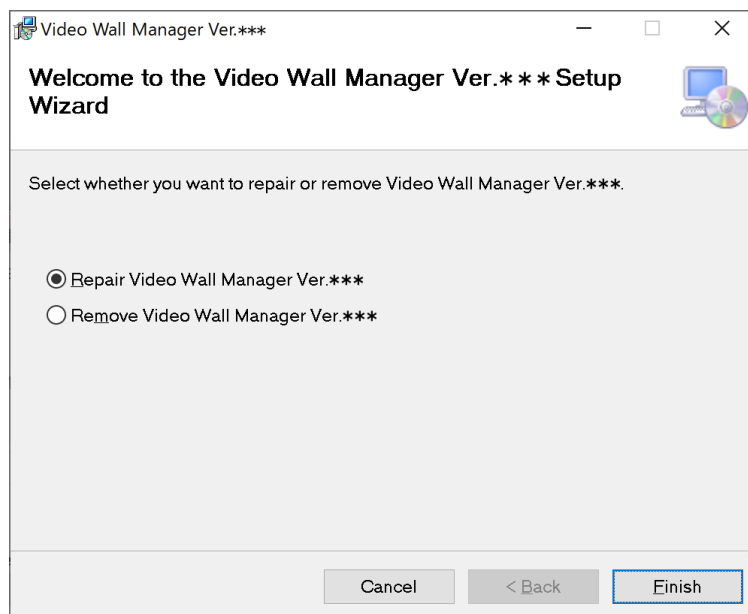 Video Wall Manager Ver.***
Welcome to the Video Wall Manager Ver.*** Setup
Wizard
Select whether you want to repair or remove Video Wall Manager Ver.***.
Repair Video Wall Manager Ver.***
Remove Video Wall Manager Ver.***
Cancel
< Back
Finish